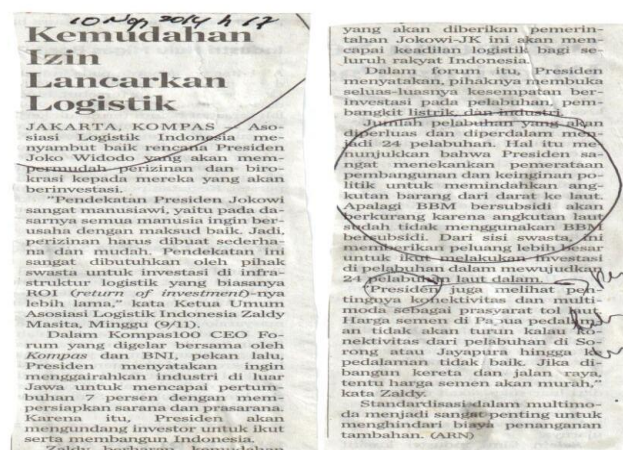 10 Nop 2014 h 17
Kemudahan
Izin
Lancarkan
Logistik
JAKARTA, KOMPAS — Aso-
siasi Logistik Indonesia me-
nyambut baik rencana Presiden
Joko Widodo yang akan mem-
permudah perizinan dan biro-
krasi kepada mereka yang akan
berinvestasi.
"Pendekatan Presiden Jokowi
sangat manusiawi, yaitu pada da-
sarnya semua manusia ingin ber-
usaha dengan maksud baik. Jadi,
perizinan harus dibuat sederha-
na dan mudah. Pendekatan ini
sangat dibutuhkan oleh pihak
swasta untuk investasi di infra-
struktur logistik yang biasanya
ROI (return of investment)-nya
lebih lama," kata Ketua Umum
Asosiasi Logistik Indonesia Zaldy
Masita, Minggu (9/11).
Dalam Kompas100 CEO Fo-
rum yang digelar bersama oleh
Kompas dan BNI, pekan lalu,
Presiden menyatakan ingin
menggairahkan industri di luar
Jawa untuk mencapai pertum-
buhan 7 persen dengan mem-
persiapkan sarana dan prasarana.
Karena itu, Presiden akan
mengundang investor untuk ikut
serta membangun Indonesia.
Zaldy berharap kemudahan
yang akan diberikan pemerin-
tahan Jokowi-JK ini akan men-
capai keadilan logistik bagi se-
luruh rakyat Indonesia.
Dalam forum itu, Presiden
menyatakan, pihaknya membuka
seluas-luasnya kesempatan ber-
investasi pada pelabuhan, pem-
bangkit listrik, dan industri.
Jumlah pelabuhan yang akan
diperluas dan diperdalam men-
jadi 24 pelabuhan. Hal itu me-
nunjukkan bahwa Presiden sa-
ngat menekankan pemerataan
pembangunan dan keinginan po-
litik untuk memindahkan ang-
kutan barang dari darat ke laut.
Apalagi BBM bersubsidi akan
berkurang karena angkutan laut
sudah tidak menggunakan BBM
bersubsidi. Dari sisi swasta, ini
memberikan peluang lebih besar
untuk ikut melakukan investasi
di pelabuhan dalam mewujudkan
24 pelabuhan laut dalam.
"Presiden juga melihat pen-
tingnya konektivitas dan multi-
moda sebagai prasyarat tol laut.
Harga semen di Papua pedalam-
an tidak akan turun kalau ko-
nektivitas dari pelabuhan di So-
rong atau Jayapura hingga ke
pedalaman tidak baik. Jika di-
bangun kereta dan jalan raya,
tentu harga semen akan murah,"
kata Zaldy.
Standardisasi dalam multimo-
da menjadi sangat penting untuk
menghindari biaya penanganan
tambahan. (ARN)